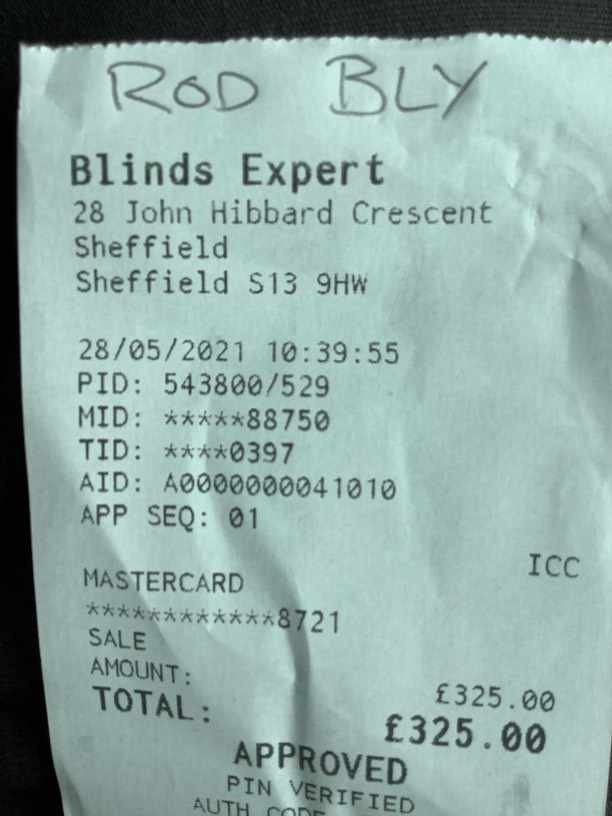 ROD BLY
Blinds Expert
28 John Hibbard Crescent
Sheffield
Sheffield S13 9HW
28/05/2021 10:39:55
PID: 543800/529
MID: *****88750
TID: ****0397
AID: A0000000041010
APP SEQ: 01
ICC
MASTERCARD
************8721
SALE
AMOUNT: £325.00
TOTAL: £325.00
APPROVED
PIN VERIFIED
AUTH CODE